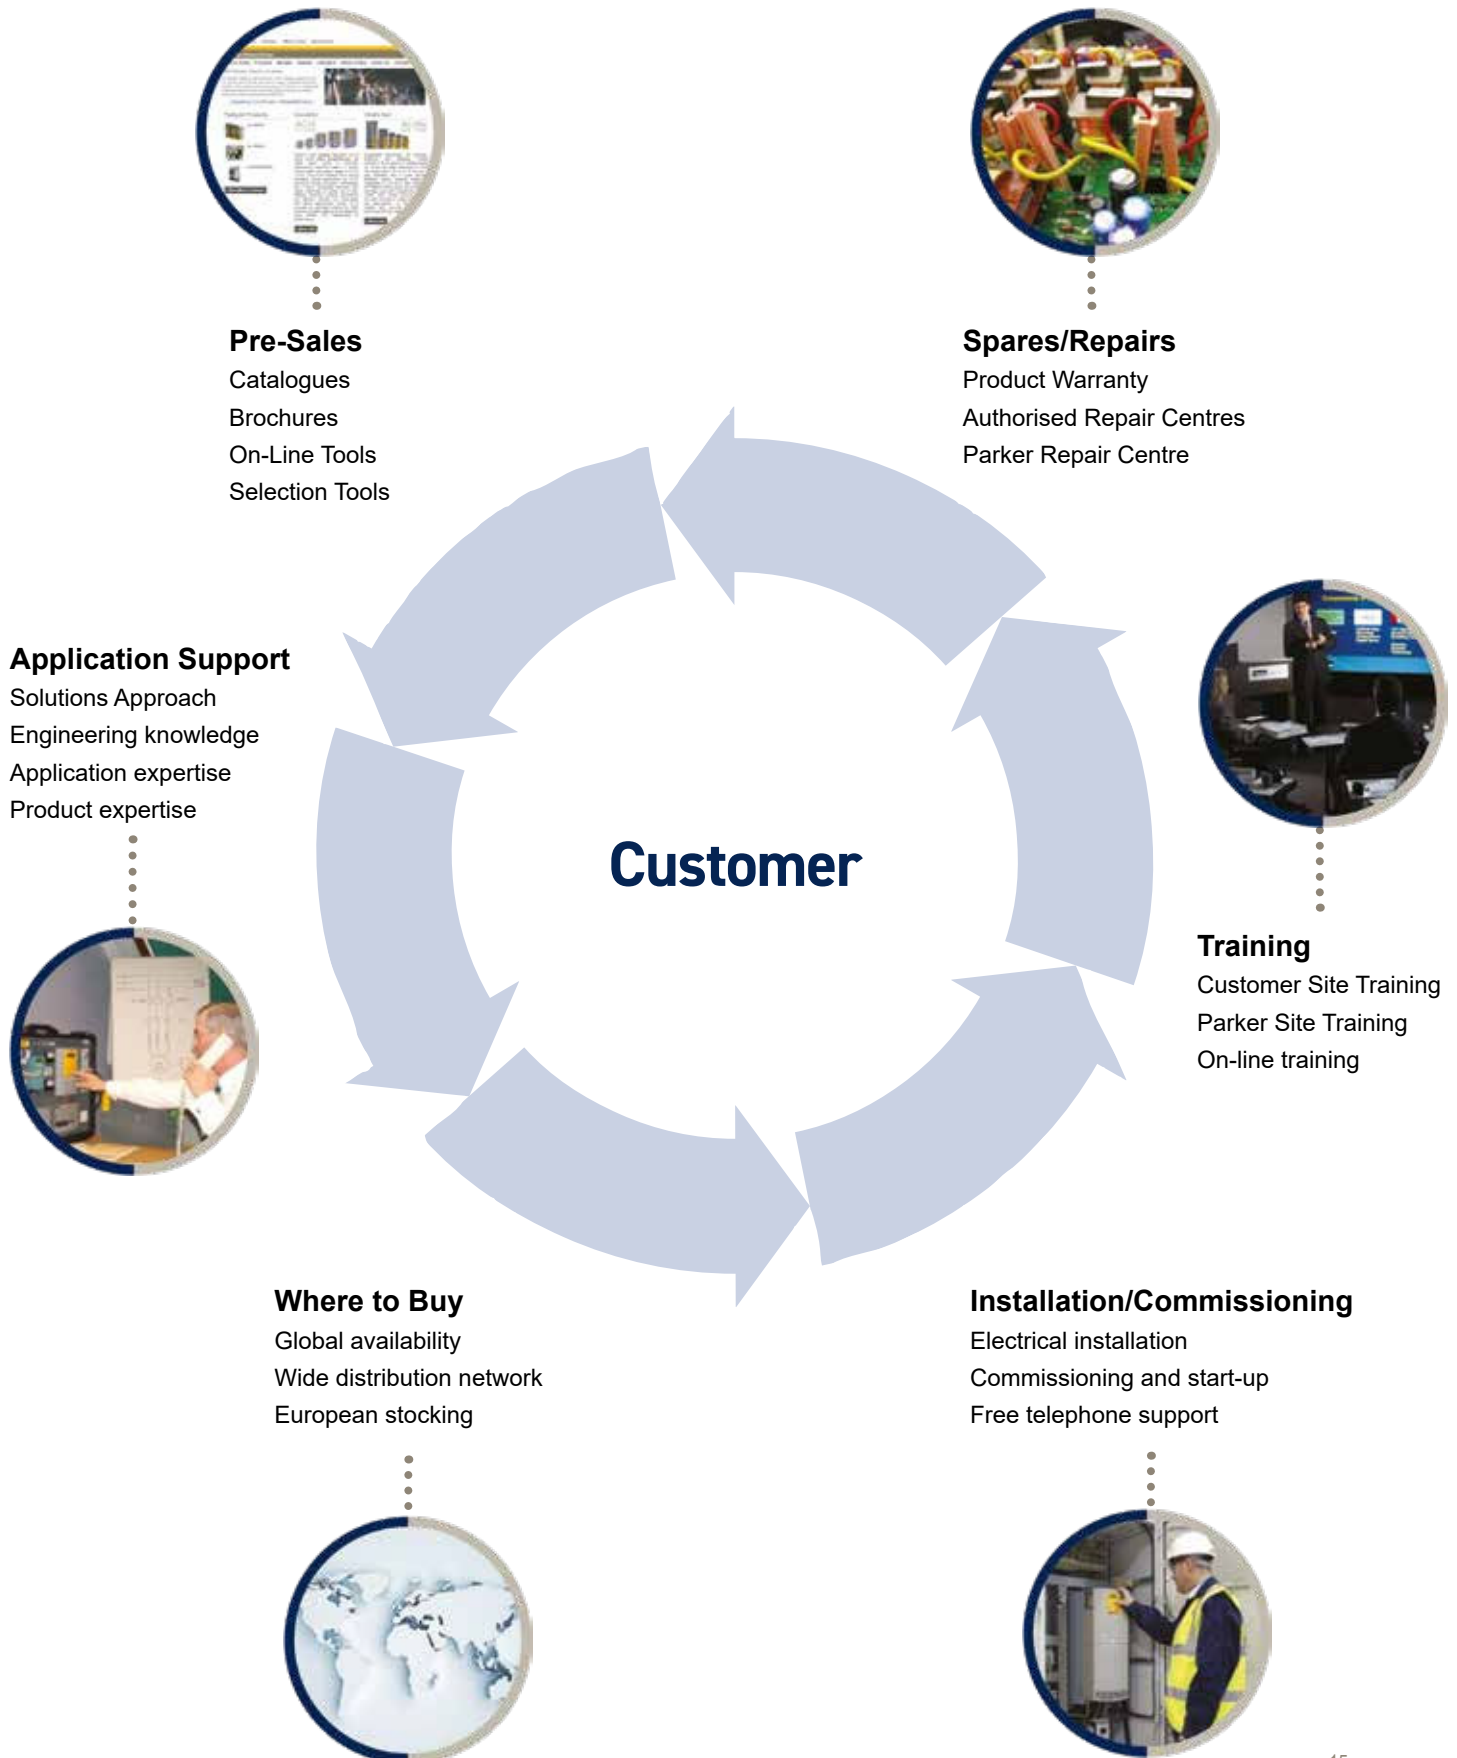 Pre-Sales
Catalogues
Brochures
On-Line Tools
Selection Tools
Spares/Repairs
Product Warranty
Authorised Repair Centres
Parker Repair Centre
Application Support
Solutions Approach
Engineering knowledge
Application expertise
Product expertise
Customer
Training
Customer Site Training
Parker Site Training
On-line training
Where to Buy
Global availability
Wide distribution network
European stocking
Installation/Commissioning
Electrical installation
Commissioning and start-up
Free telephone support